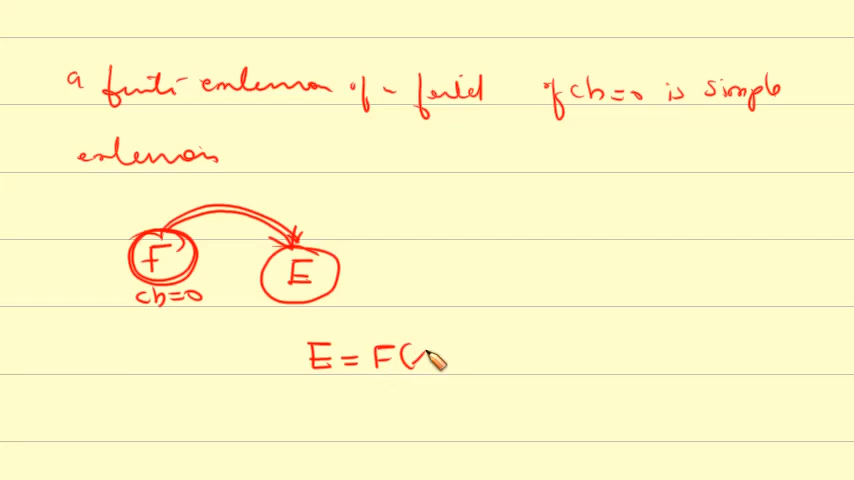 a finite extension of a field of ch=0 is simple
extension
F
E
ch=0
E = F(